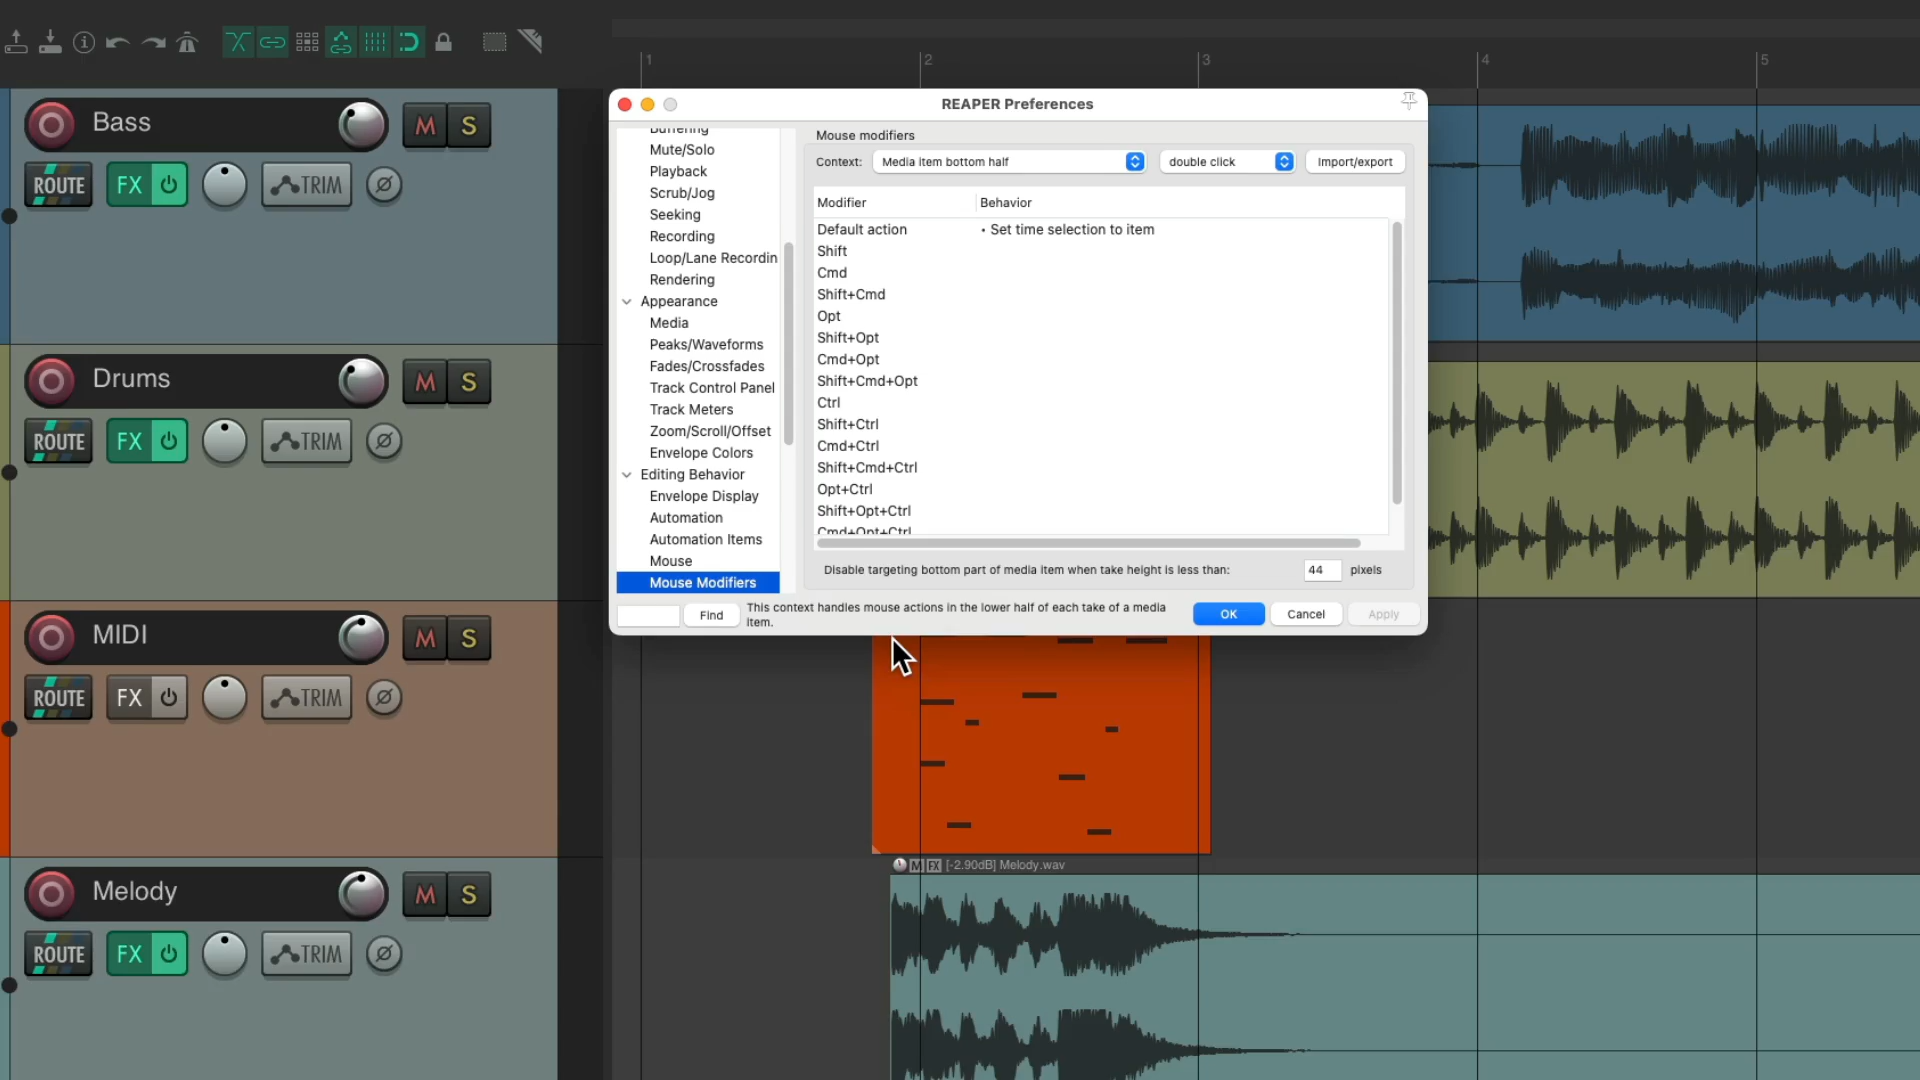 1
2
3
4
5
Bass
M
S
ROUTE
FX
TRIM
Drums
M
S
ROUTE
FX
TRIM
MIDI
M
S
ROUTE
FX
TRIM
Melody
M
S
ROUTE
FX
TRIM
REAPER Preferences
Buffering
Mute/Solo
Playback
Scrub/Jog
Seeking
Recording
Loop/Lane Recordin
Rendering
Appearance
Media
Peaks/Waveforms
Fades/Crossfades
Track Control Panel
Track Meters
Zoom/Scroll/Offset
Envelope Colors
Editing Behavior
Envelope Display
Automation
Automation Items
Mouse
Mouse Modifiers
Find
Mouse modifiers
Context:
Media item bottom half
double click
Import/export
Modifier
Behavior
Default action
• Set time selection to item
Shift
Cmd
Shift+Cmd
Opt
Shift+Opt
Cmd+Opt
Shift+Cmd+Opt
Ctrl
Shift+Ctrl
Cmd+Ctrl
Shift+Cmd+Ctrl
Opt+Ctrl
Shift+Opt+Ctrl
Cmd+Opt+Ctrl
Disable targeting bottom part of media item when take height is less than:
44
pixels
This context handles mouse actions in the lower half of each take of a media
item.
OK
Cancel
Apply
M FX [-2.90dB] Melody.wav